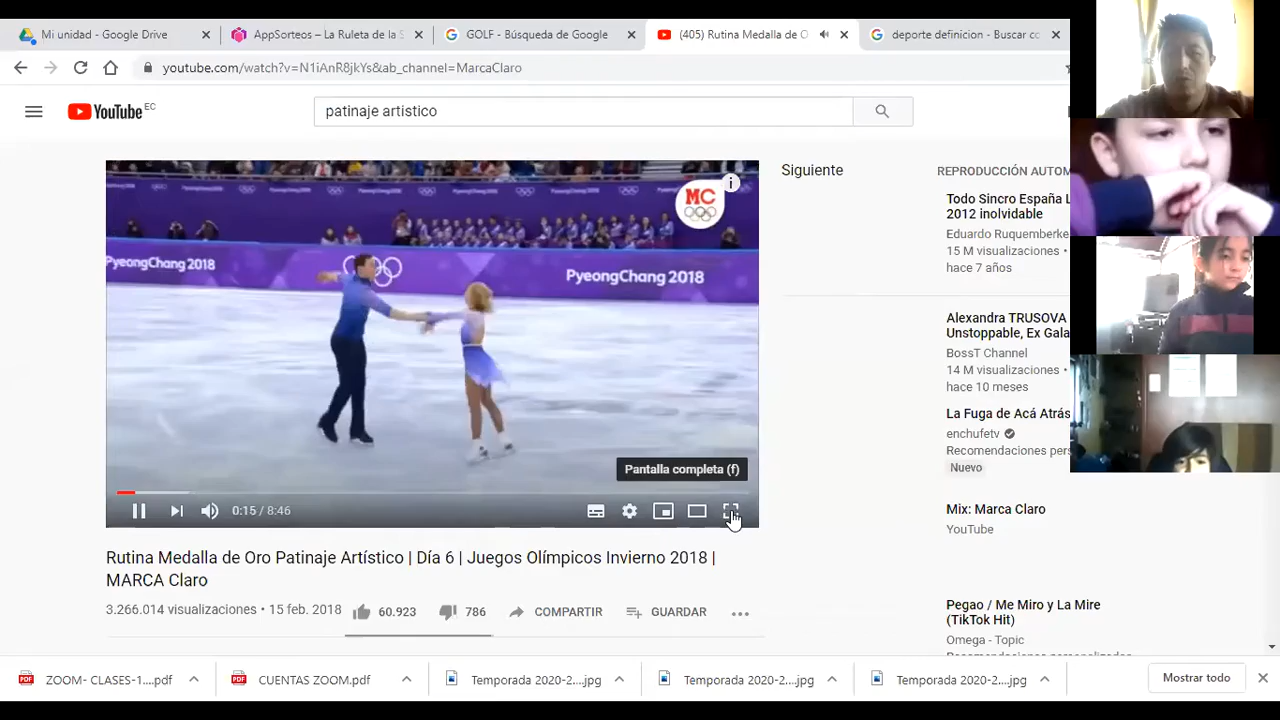 Mi unidad - Google Drive
AppSorteos – La Ruleta de la S
GOLF - Búsqueda de Google
(405) Rutina Medalla de O
deporte definicion - Buscar co
youtube.com/watch?v=N1iAnR8jkYs&ab_channel=MarcaClaro
YouTube EC
patinaje artistico
MC
i
PyeongChang 2018
PyeongChang 2018
Pantalla completa (f)
0:15 / 8:46
Rutina Medalla de Oro Patinaje Artístico | Día 6 | Juegos Olímpicos Invierno 2018 |
MARCA Claro
3.266.014 visualizaciones • 15 feb. 2018
60.923
786
COMPARTIR
GUARDAR
Siguiente
REPRODUCCIÓN AUTOM
Todo Sincro España L
2012 inolvidable
Eduardo Ruquemberke
15 M visualizaciones
hace 7 años
Alexandra TRUSOVA
Unstoppable, Ex Gala
BossT Channel
14 M visualizaciones
hace 10 meses
La Fuga de Acá Atrás
enchufetv
Recomendaciones pers
Nuevo
Mix: Marca Claro
YouTube
Pegao / Me Miro y La Mire
(TikTok Hit)
Omega - Topic
ZOOM- CLASES-1....pdf
CUENTAS ZOOM.pdf
Temporada 2020-2....jpg
Temporada 2020-2....jpg
Temporada 2020-2....jpg
Mostrar todo